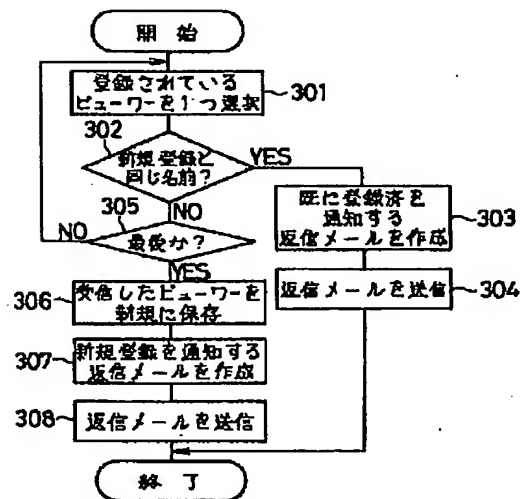 開始
登録されている
ビューワーを1つ選択
301
302
新規登録と
同じ名前?
YES
NO
既に登録済を
通知する
返信メールを作成
303
返信メールを送信
304
305
最後か?
NO
YES
306
受信したビューワーを
新規に保存
307
新規登録を通知する
返信メールを作成
308
返信メールを送信
終了